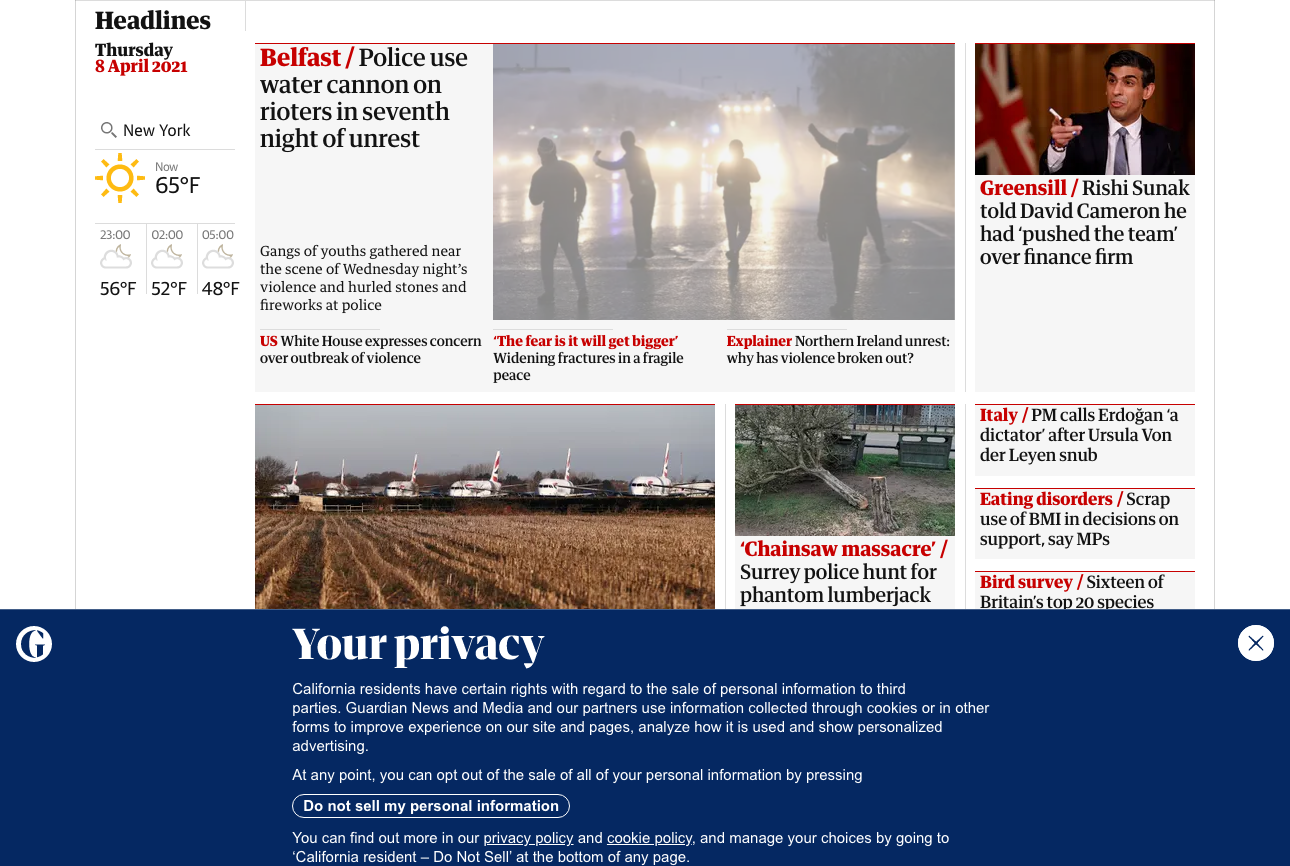 Headlines
Thursday
8 April 2021
New York
Now
65°F
23:00
02:00
05:00
56°F
52°F
48°F
Belfast / Police use
water cannon on
rioters in seventh
night of unrest
Gangs of youths gathered near
the scene of Wednesday night’s
violence and hurled stones and
fireworks at police
US White House expresses concern
over outbreak of violence
‘The fear is it will get bigger’
Widening fractures in a fragile
peace
Explainer Northern Ireland unrest:
why has violence broken out?
Greensill / Rishi Sunak
told David Cameron he
had ‘pushed the team’
over finance firm
‘Chainsaw massacre’ /
Surrey police hunt for
phantom lumberjack
Italy / PM calls Erdoğan ‘a
dictator’ after Ursula Von
der Leyen snub
Eating disorders / Scrap
use of BMI in decisions on
support, say MPs
Bird survey / Sixteen of
Britain’s top 20 species
G
Your privacy
California residents have certain rights with regard to the sale of personal information to third
parties. Guardian News and Media and our partners use information collected through cookies or in other
forms to improve experience on our site and pages, analyze how it is used and show personalized
advertising.
At any point, you can opt out of the sale of all of your personal information by pressing
Do not sell my personal information
You can find out more in our privacy policy and cookie policy, and manage your choices by going to
‘California resident – Do Not Sell’ at the bottom of any page.